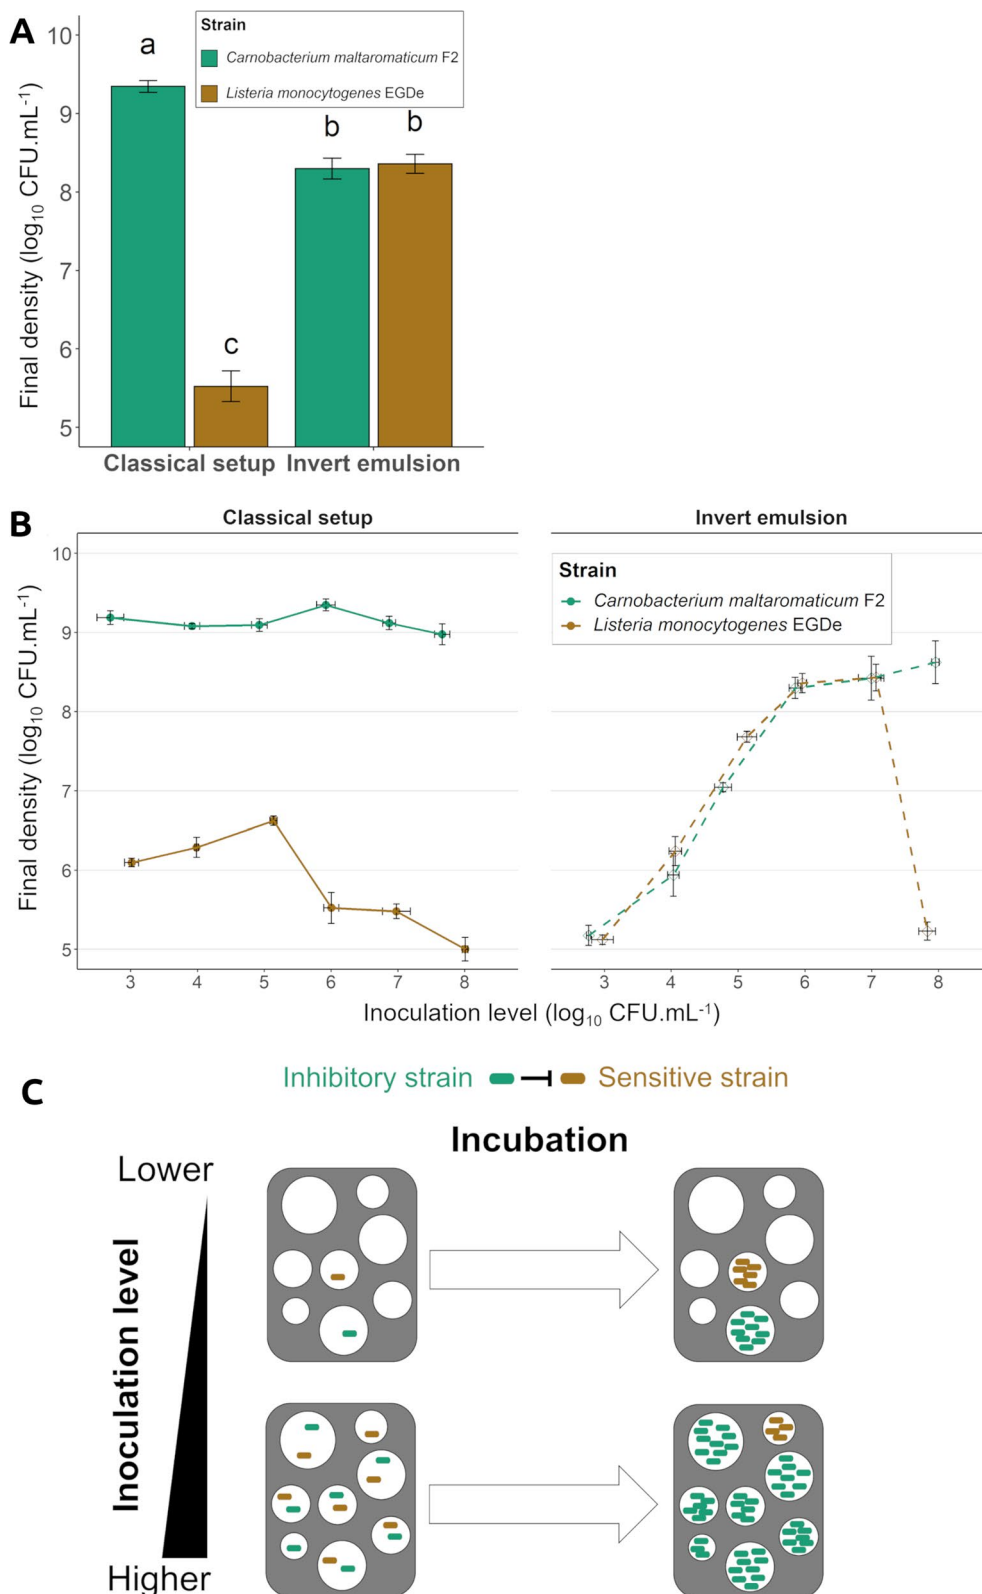 A
Strain
Carnobacterium maltaromaticum F2
Listeria monocytogenes EGDe
a
b
b
c
10
9
8
7
6
5
Final density (log₁₀ CFU.mL⁻¹)
Classical setup Invert emulsion
B
Classical setup
Invert emulsion
Strain
Carnobacterium maltaromaticum F2
Listeria monocytogenes EGDe
10
9
8
7
6
5
Final density (log₁₀ CFU.mL⁻¹)
3 4 5 6 7 8
3 4 5 6 7 8
Inoculation level (log₁₀ CFU.mL⁻¹)
C
Inhibitory strain
Sensitive strain
Incubation
Lower
Inoculation level
Higher